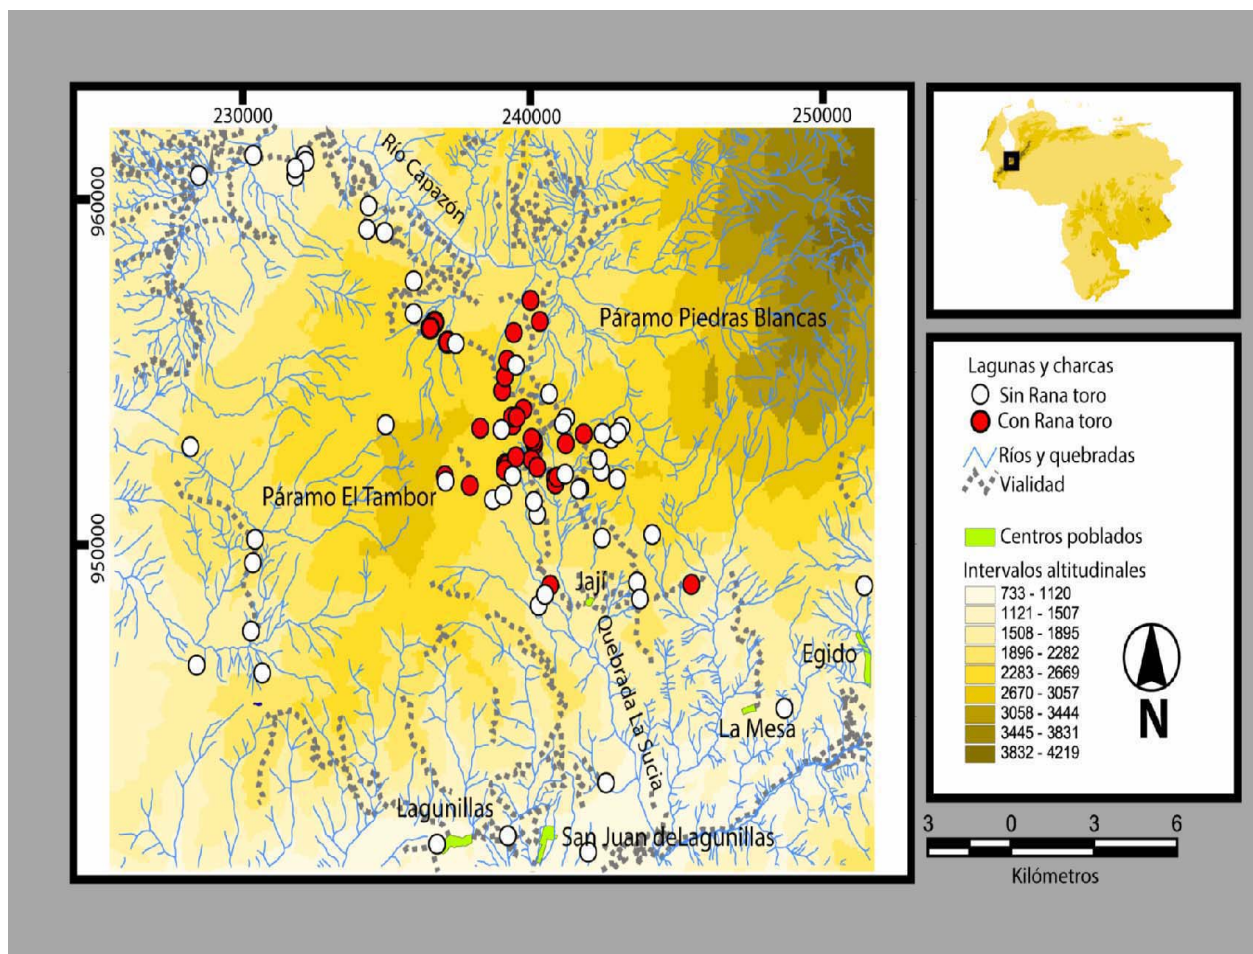 230000
240000
250000
960000
950000
Río Capazón
Páramo Piedras Blancas
Páramo El Tambor
Jají
Quebrada La Sucia
Egido
La Mesa
Lagunillas
San Juan deLagunillas
Lagunas y charcas
Sin Rana toro
Con Rana toro
Ríos y quebradas
Vialidad
Centros poblados
Intervalos altitudinales
733 - 1120
1121 - 1507
1508 - 1895
1896 - 2282
2283 - 2669
2670 - 3057
3058 - 3444
3445 - 3831
3832 - 4219
N
3 0 3 6
Kilómetros